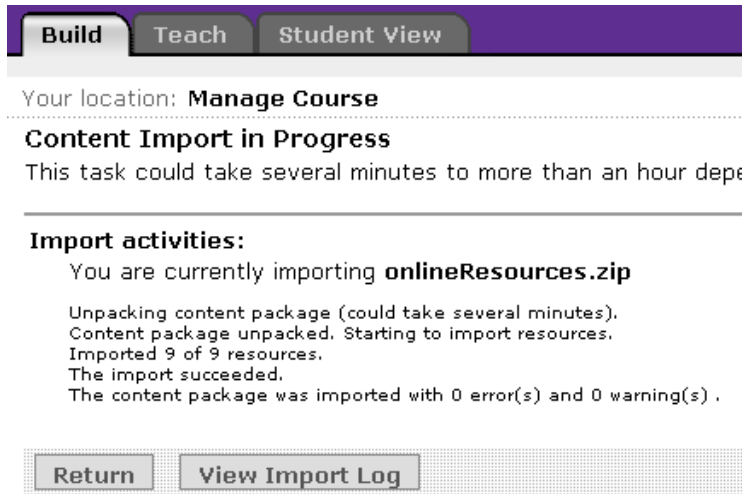 Build Teach Student View
Your location: Manage Course
Content Import in Progress
This task could take several minutes to more than an hour
Import activities:
You are currently importing onlineResources.zip
Unpacking content package (could take several minutes).
Content package unpacked. Starting to import resources.
Imported 9 of 9 resources.
The import succeeded.
The content package was imported with 0 error(s) and 0 warning(s) .
Return View Import Log